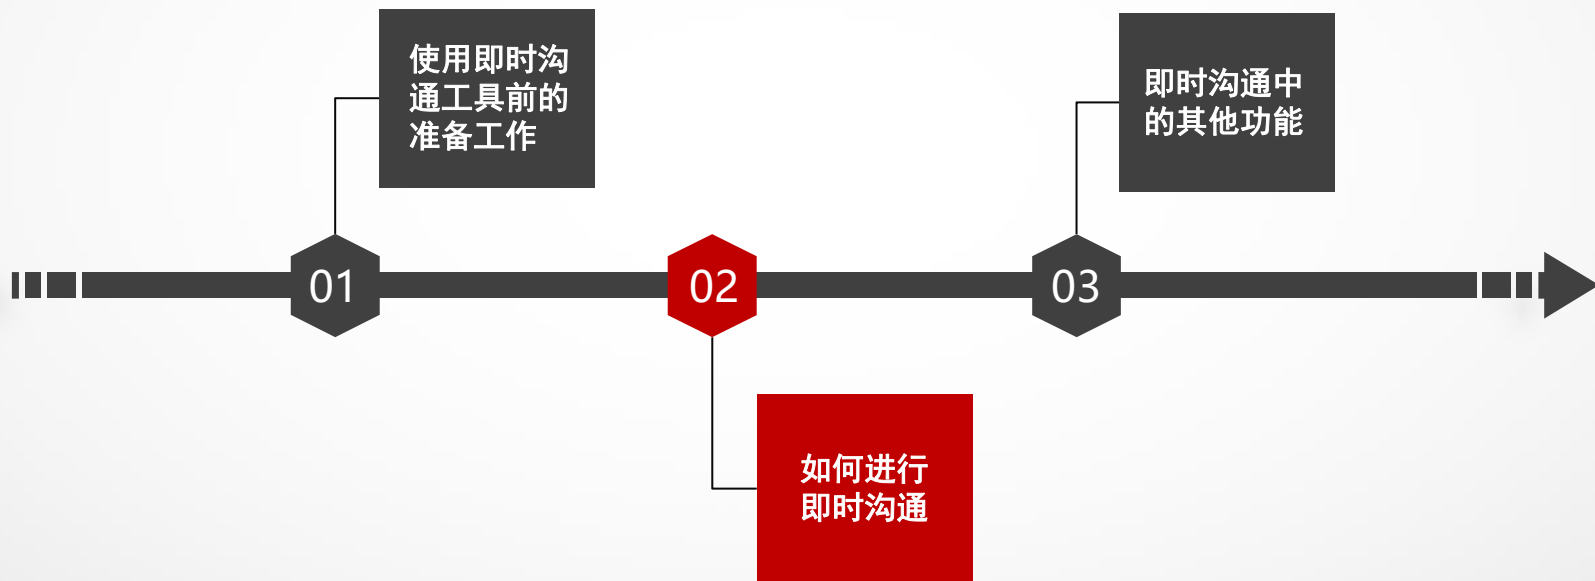 使用即时沟
通工具前的
准备工作
即时沟通中
的其他功能
01
02
03
如何进行
即时沟通